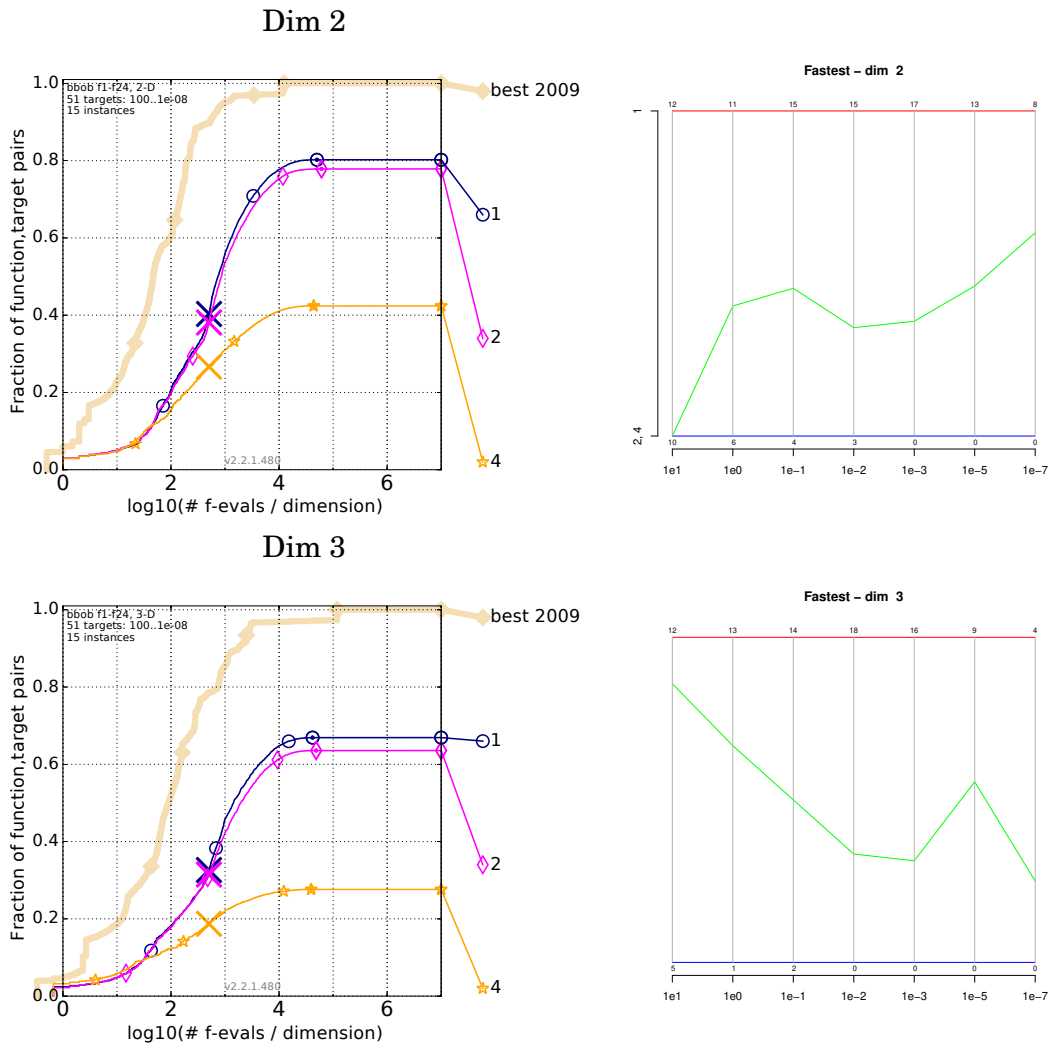 Dim 2
bbob f1-f24, 2-D
51 targets: 100..1e-08
15 instances
1.0
0.8
0.6
0.4
0.2
0.0
Fraction of function,target pairs
0 2 4 6
log10(# f-evals / dimension)
v2.2.1.480
best 2009
1
2
4
Fastest - dim 2
12 11 15 15 17 13 8
1
2, 4
10 6 4 3 0 0 0
1e1 1e0 1e-1 1e-2 1e-3 1e-5 1e-7
Dim 3
bbob f1-f24, 3-D
51 targets: 100..1e-08
15 instances
1.0
0.8
0.6
0.4
0.2
0.0
Fraction of function,target pairs
0 2 4 6
log10(# f-evals / dimension)
v2.2.1.480
best 2009
1
2
4
Fastest - dim 3
12 13 14 18 16 9 4
5 1 2 0 0 0 0
1e1 1e0 1e-1 1e-2 1e-3 1e-5 1e-7